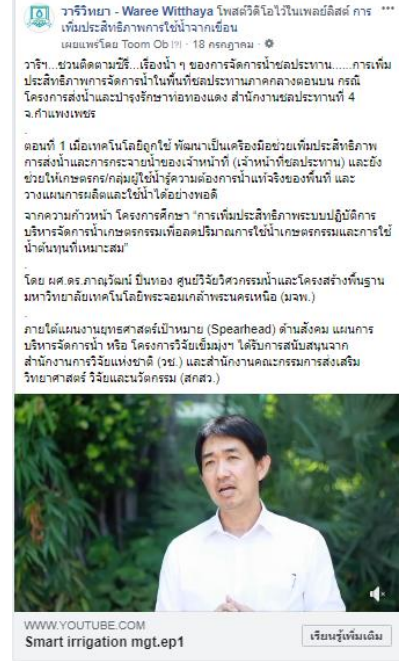 วารีวิทยา - Waree Witthaya โพสต์วิดีโอไว้ในเพลย์ลิสต์ การ
เพิ่มประสิทธิภาพการใช้น้ำจากเขื่อน
เผยแพร่โดย Toom Ob [?] · 18 กรกฎาคม ·
วารีฯ...ชวนติดตามซีรี่...เรื่องน้ำ ๆ ของการจัดการน้ำชลประทาน......การเพิ่ม
ประสิทธิภาพการจัดการน้ำในพื้นที่ชลประทานภาคกลางตอนบน กรณี
โครงการส่งน้ำและบำรุงรักษาท่อทองแดง สำนักงานชลประทานที่ 4
จ.กำแพงเพชร
.
ตอนที่ 1 เมื่อเทคโนโลยีถูกใช้ พัฒนาเป็นเครื่องมือช่วยเพิ่มประสิทธิภาพ
การส่งน้ำและการกระจายน้ำของเจ้าหน้าที่ (เจ้าหน้าที่ชลประทาน) และยัง
ช่วยให้เกษตรกร/กลุ่มผู้ใช้น้ำรู้ความต้องการน้ำแท้จริงของพื้นที่ และ
วางแผนการผลิตและใช้น้ำได้อย่างพอดี
จากความก้าวหน้า โครงการศึกษา “การเพิ่มประสิทธิภาพระบบปฏิบัติการ
บริหารจัดการน้ำเกษตรกรรมเพื่อลดปริมาณการใช้น้ำเกษตรกรรมและการใช้
น้ำต้นทุนที่เหมาะสม”
.
โดย ผศ.ดร.ภาณุวัฒน์ ปิ่นทอง ศูนย์วิจัยวิศวกรรมน้ำและโครงสร้างพื้นฐาน
มหาวิทยาลัยเทคโนโลยีพระจอมเกล้าพระนครเหนือ (มจพ.)
.
ภายใต้แผนงานยุทธศาสตร์เป้าหมาย (Spearhead) ด้านสังคม แผนการ
บริหารจัดการน้ำ หรือ โครงการวิจัยเข็มมุ่งฯ ได้รับการสนับสนุนจาก
สำนักงานการวิจัยแห่งชาติ (วช.) และสำนักงานคณะกรรมการส่งเสริม
วิทยาศาสตร์ วิจัยและนวัตกรรม (สกสว.)
WWW.YOUTUBE.COM
Smart irrigation mgt.ep1
เรียนรู้เพิ่มเติม